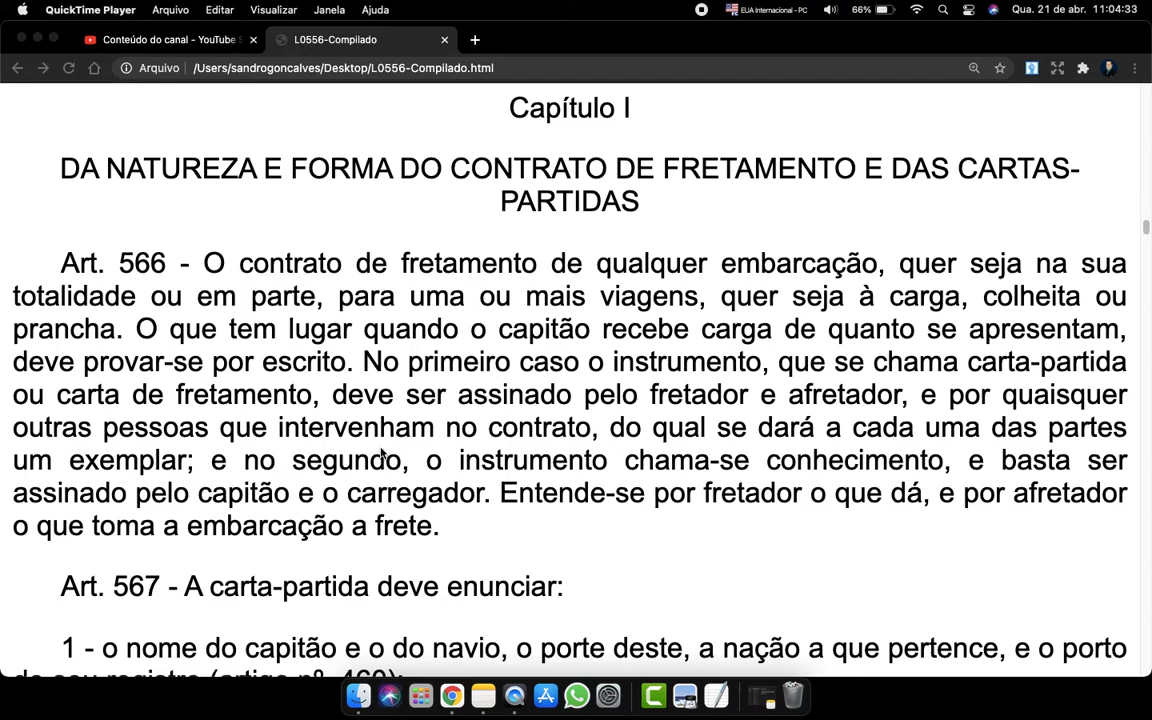 QuickTime Player Arquivo Editar Visualizar Janela Ajuda EUA Internacional - PC 66% Qua. 21 de abr. 11:04:33
Conteúdo do canal - YouTube S × L0556-Compilado × +
Arquivo | /Users/sandrogoncalves/Desktop/L0556-Compilado.html
Capítulo I
DA NATUREZA E FORMA DO CONTRATO DE FRETAMENTO E DAS CARTAS-
PARTIDAS
Art. 566 - O contrato de fretamento de qualquer embarcação, quer seja na sua
totalidade ou em parte, para uma ou mais viagens, quer seja à carga, colheita ou
prancha. O que tem lugar quando o capitão recebe carga de quanto se apresentam,
deve provar-se por escrito. No primeiro caso o instrumento, que se chama carta-partida
ou carta de fretamento, deve ser assinado pelo fretador e afretador, e por quaisquer
outras pessoas que intervenham no contrato, do qual se dará a cada uma das partes
um exemplar; e no segundo, o instrumento chama-se conhecimento, e basta ser
assinado pelo capitão e o carregador. Entende-se por fretador o que dá, e por afretador
o que toma a embarcação a frete.
Art. 567 - A carta-partida deve enunciar:
1 - o nome do capitão e o do navio, o porte deste, a nação a que pertence, e o porto
de seu registro (artigo nº. 460);